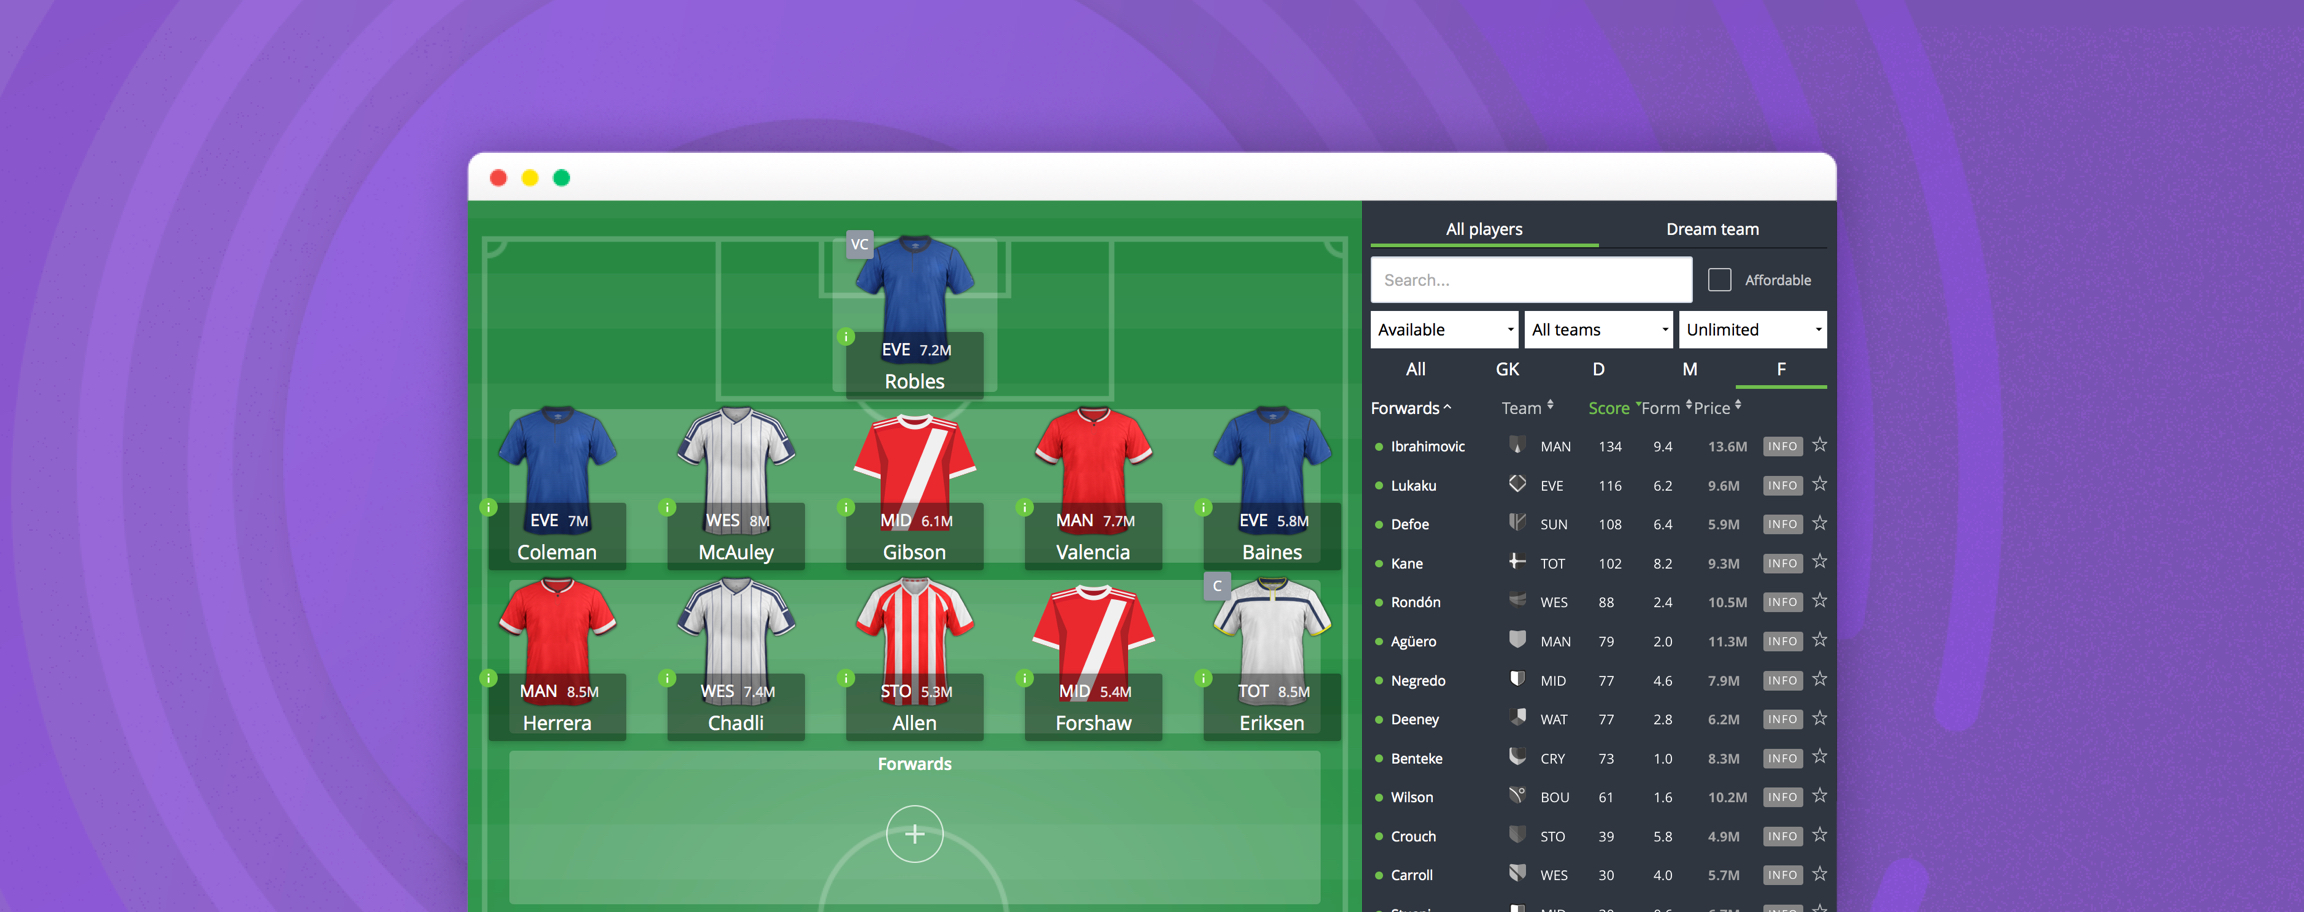 VC
EVE 7.2M
Robles
EVE 7M
Coleman
WES 8M
McAuley
MID 6.1M
Gibson
MAN 7.7M
Valencia
EVE 5.8M
Baines
MAN 8.5M
Herrera
WES 7.4M
Chadli
STO 5.3M
Allen
MID 5.4M
Forshaw
C
TOT 8.5M
Eriksen
Forwards
All players Dream team
Search... Affordable
Available All teams Unlimited
All GK D M F
Forwards Team Score Form Price
Ibrahimovic MAN 134 9.4 13.6M INFO
Lukaku EVE 116 6.2 9.6M INFO
Defoe SUN 108 6.4 5.9M INFO
Kane TOT 102 8.2 9.3M INFO
Rondón WES 88 2.4 10.5M INFO
Agüero MAN 79 2.0 11.3M INFO
Negredo MID 77 4.6 7.9M INFO
Deeney WAT 77 2.8 6.2M INFO
Benteke CRY 73 1.0 8.3M INFO
Wilson BOU 61 1.6 10.2M INFO
Crouch STO 39 5.8 4.9M INFO
Carroll WES 30 4.0 5.7M INFO